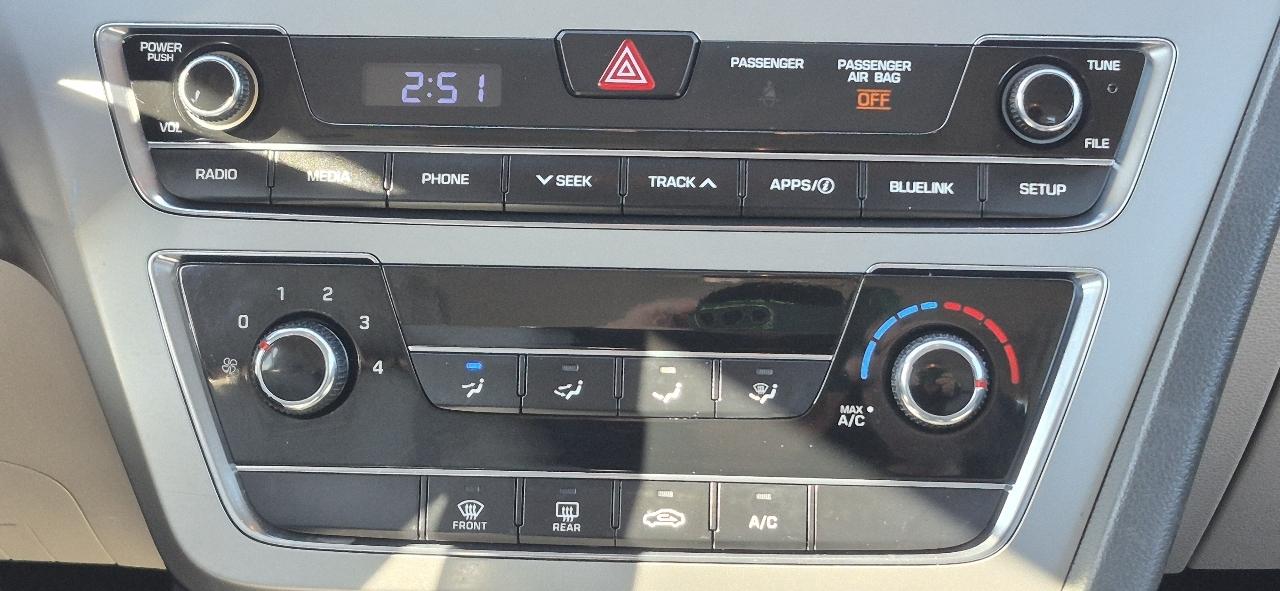 POWER
PUSH
VOL
2:51
PASSENGER
PASSENGER
AIR BAG
OFF
TUNE
FILE
RADIO
MEDIA
PHONE
SEEK
TRACK
APPS/i
BLUELINK
SETUP
0
1
2
3
4
MAX
A/C
FRONT
REAR
A/C